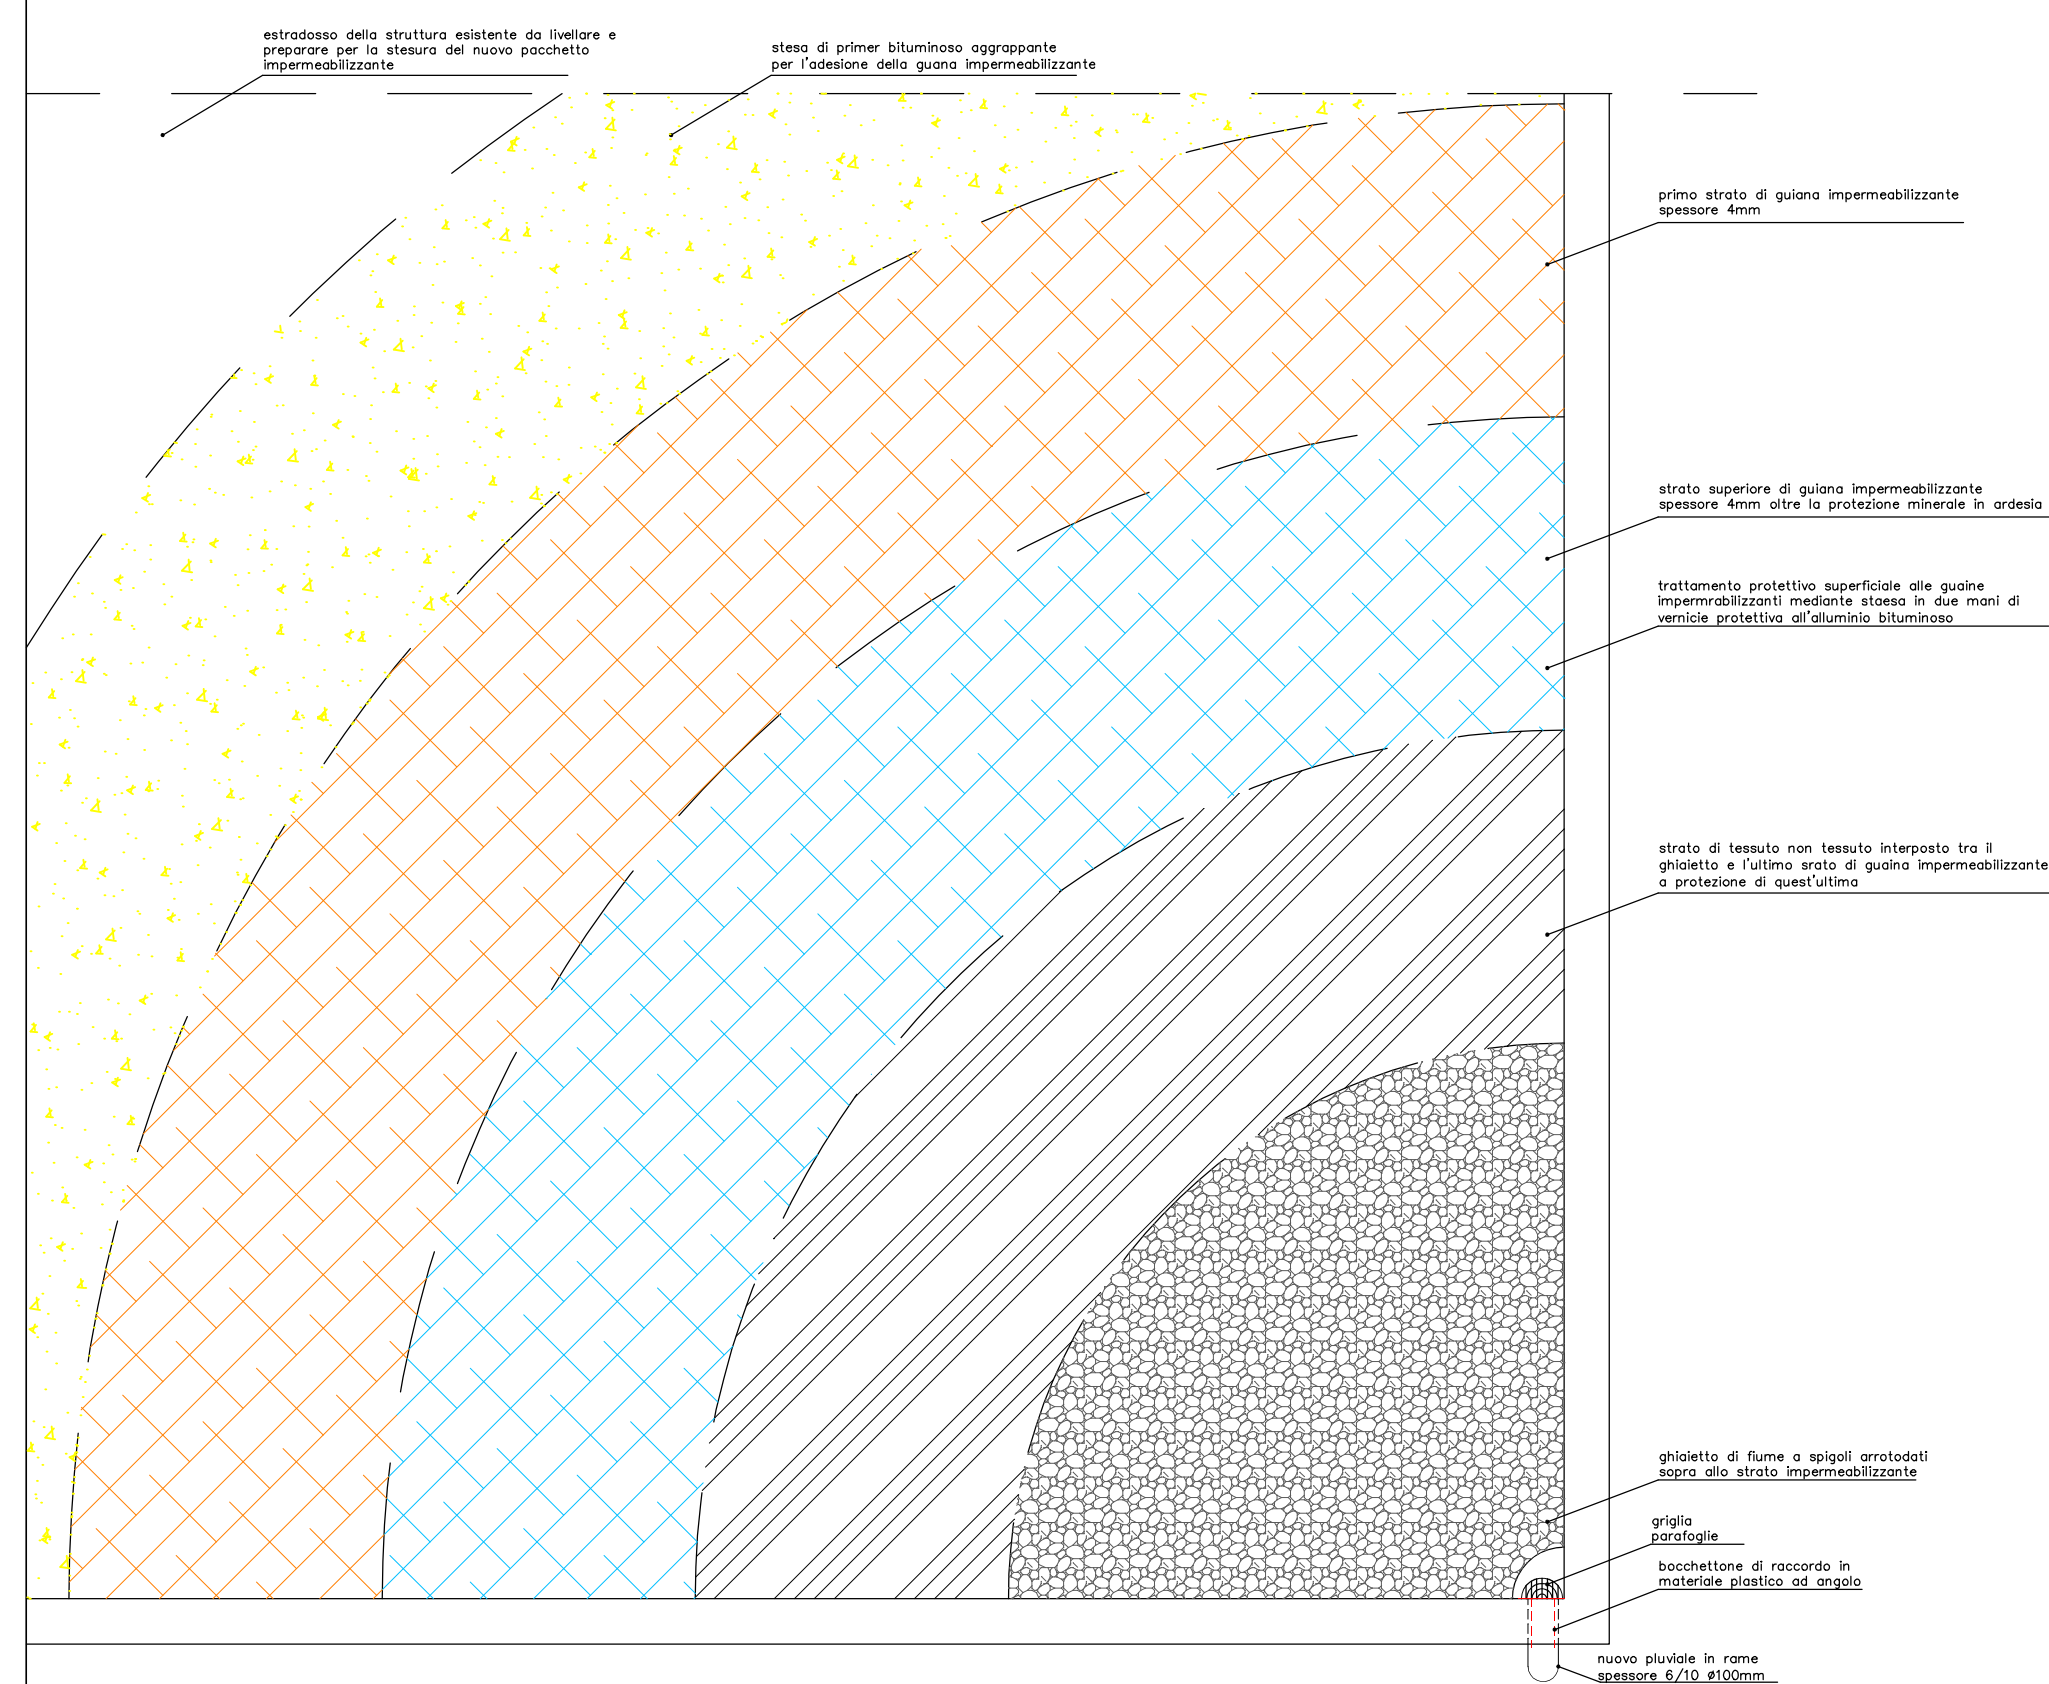 estradosso della struttura esistente da livellare e
preparare per la stesura del nuovo pacchetto
impermeabilizzante
stesa di primer bituminoso aggrappante
per l'adesione della guana impermeabilizzante
primo strato di guiana impermeabilizzante
spessore 4mm
strato superiore di guiana impermeabilizzante
spessore 4mm oltre la protezione minerale in ardesia
trattamento protettivo superficiale alle guaine
impermrabilizzanti mediante staesa in due mani di
vernicie protettiva all'alluminio bituminoso
strato di tessuto non tessuto interposto tra il
ghiaietto e l'ultimo srato di guaina impermeabilizzante
a protezione di quest'ultima
ghiaietto di fiume a spigoli arrotodati
sopra allo strato impermeabilizzante
griglia
parafoglie
bocchettone di raccordo in
materiale plastico ad angolo
nuovo pluviale in rame
spessore 6/10 Ø100mm